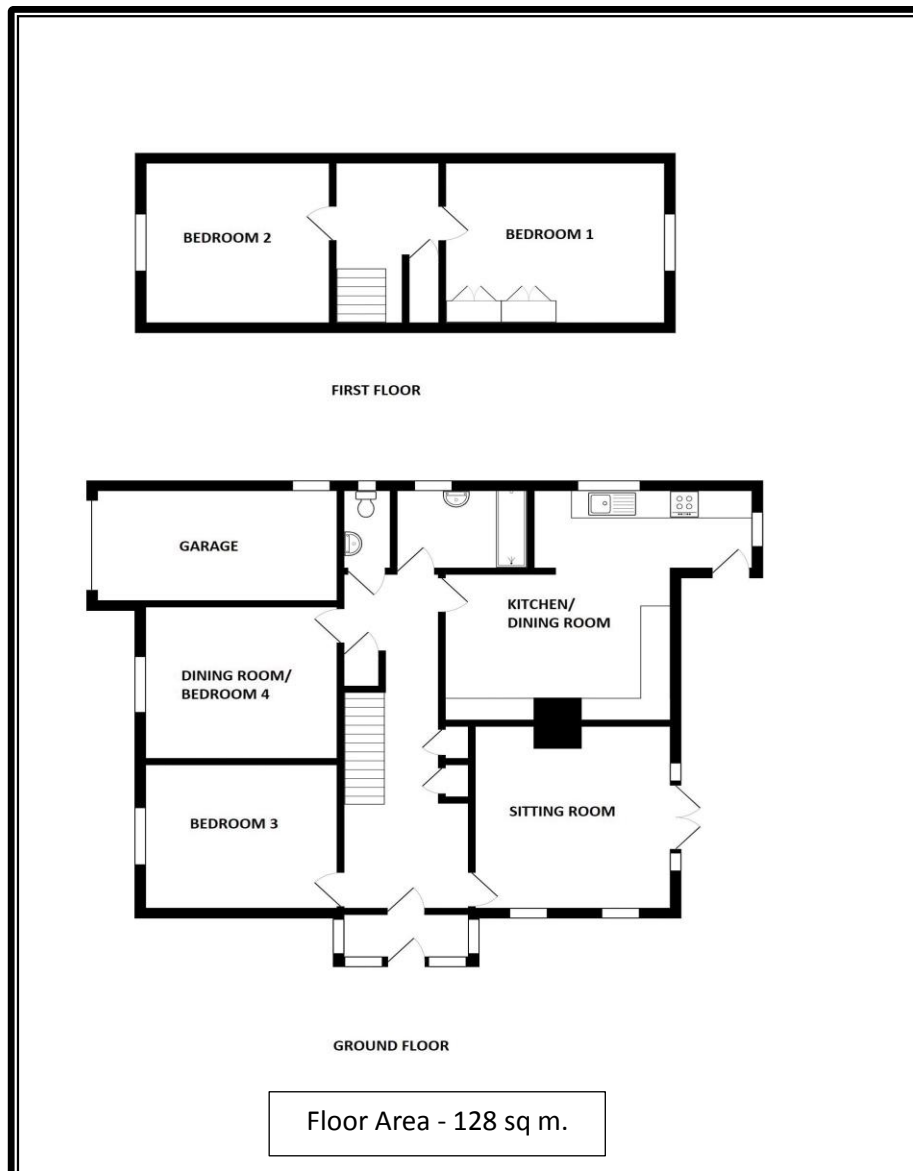 BEDROOM 2
BEDROOM 1
FIRST FLOOR
GARAGE
KITCHEN/
DINING ROOM
DINING ROOM/
BEDROOM 4
BEDROOM 3
SITTING ROOM
GROUND FLOOR
Floor Area - 128 sq m.